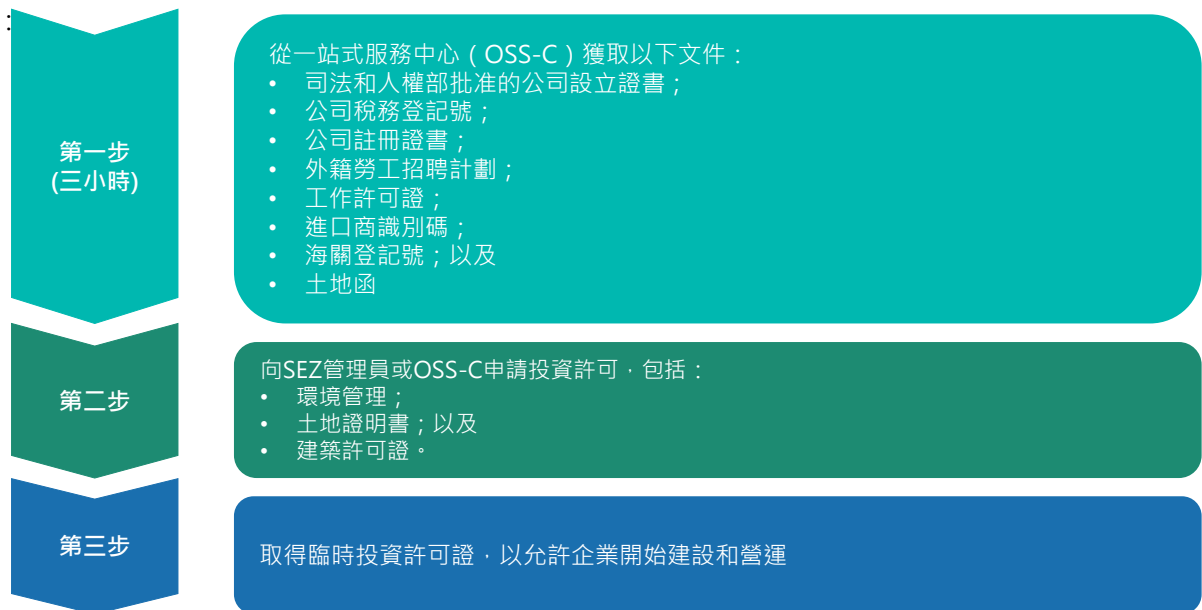 :
第一步
(三小時)
從一站式服務中心（OSS-C）獲取以下文件：
• 司法和人權部批准的公司設立證書；
• 公司稅務登記號；
• 公司註冊證書；
• 外籍勞工招聘計劃；
• 工作許可證；
• 進口商識別碼；
• 海關登記號；以及
• 土地函
第二步
向SEZ管理員或OSS-C申請投資許可，包括：
• 環境管理；
• 土地證明書；以及
• 建築許可證。
第三步
取得臨時投資許可證，以允許企業開始建設和營運